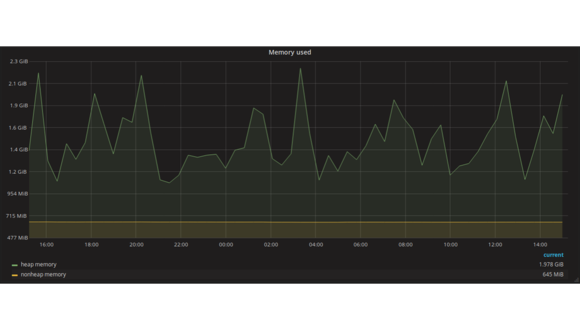 Memory used
2.3 GiB
2.1 GiB
1.9 GiB
1.6 GiB
1.4 GiB
1.2 GiB
954 MiB
715 MiB
477 MiB
16:00 18:00 20:00 22:00 00:00 02:00 04:00 06:00 08:00 10:00 12:00 14:00
current
heap memory 1.978 GiB
nonheap memory 645 MiB